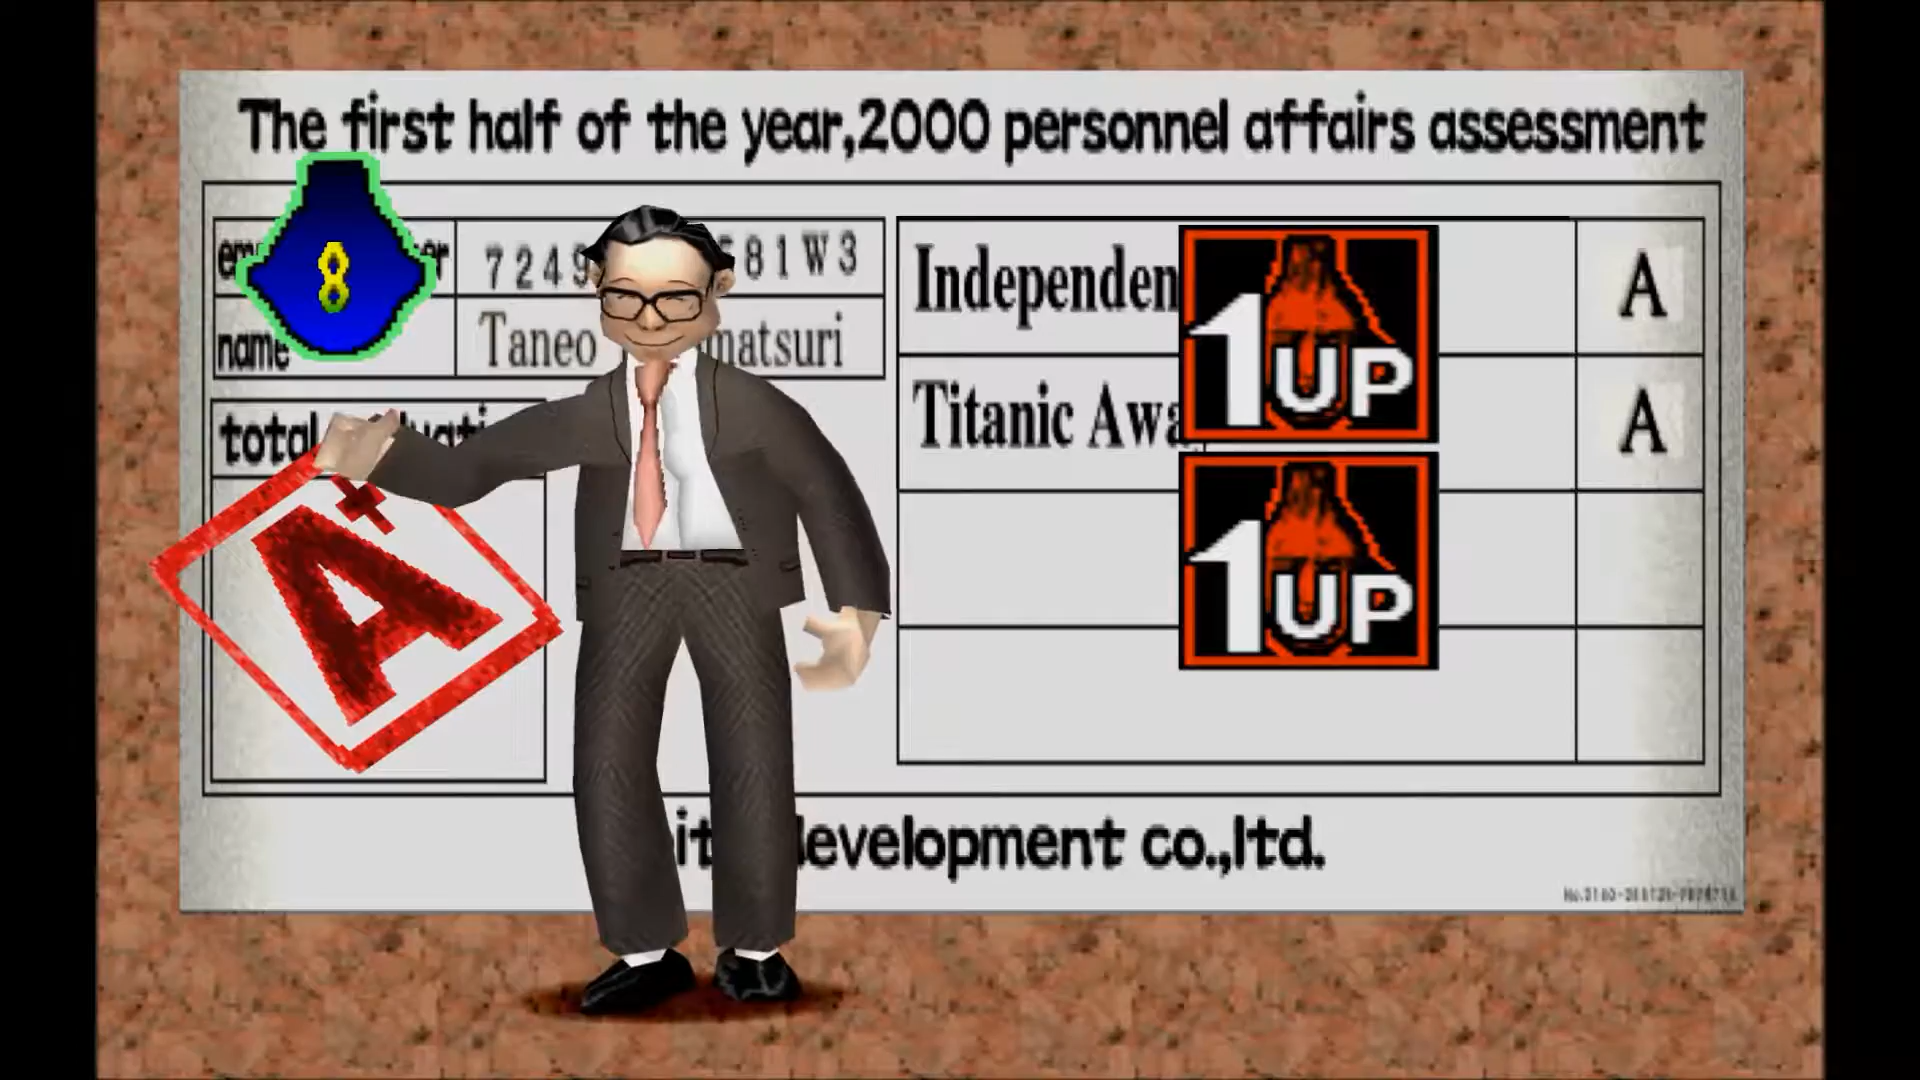 The first half of the year,2000 personnel affairs assessment
8
7249 581W3
name
Taneo matsuri
total
A+
Independen
A
Titanic Awa
A
1UP
1UP
development co.,ltd.